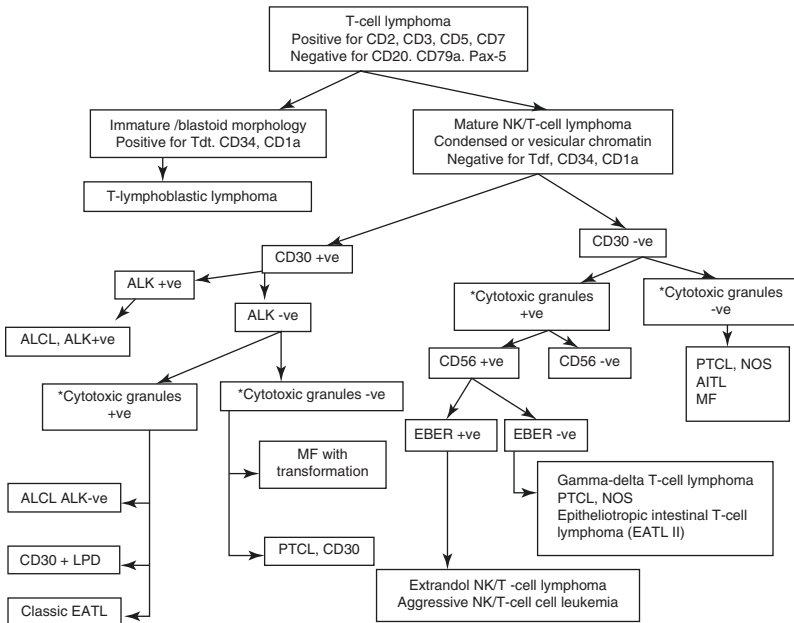 T-cell lymphoma
Positive for CD2, CD3, CD5, CD7
Negative for CD20. CD79a. Pax-5
Immature /blastoid morphology
Positive for Tdt. CD34, CD1a
Mature NK/T-cell lymphoma
Condensed or vesicular chromatin
Negative for Tdf, CD34, CD1a
T-lymphoblastic lymphoma
CD30 +ve
CD30 -ve
ALK +ve
ALK -ve
*Cytotoxic granules
+ve
*Cytotoxic granules
-ve
ALCL, ALK+ve
CD56 +ve
CD56 -ve
PTCL, NOS
AITL
MF
*Cytotoxic granules
+ve
*Cytotoxic granules -ve
EBER +ve
EBER -ve
MF with
transformation
Gamma-delta T-cell lymphoma
PTCL, NOS
Epitheliotropic intestinal T-cell
lymphoma (EATL II)
ALCL ALK-ve
PTCL, CD30
CD30 + LPD
Extrandol NK/T -cell lymphoma
Aggressive NK/T-cell cell leukemia
Classic EATL